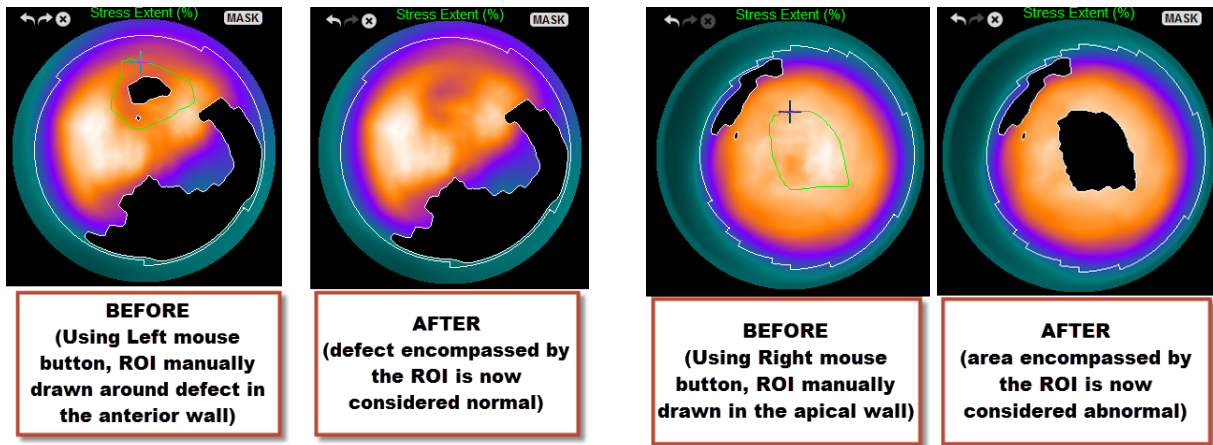 Stress Extent (%)
MASK
Stress Extent (%)
MASK
Stress Extent (%)
MASK
Stress Extent (%)
MASK
BEFORE
(Using Left mouse
button, ROI manually
drawn around defect in
the anterior wall)
AFTER
(defect encompassed by
the ROI is now
considered normal)
BEFORE
(Using Right mouse
button, ROI manually
drawn in the apical wall)
AFTER
(area encompassed by
the ROI is now
considered abnormal)